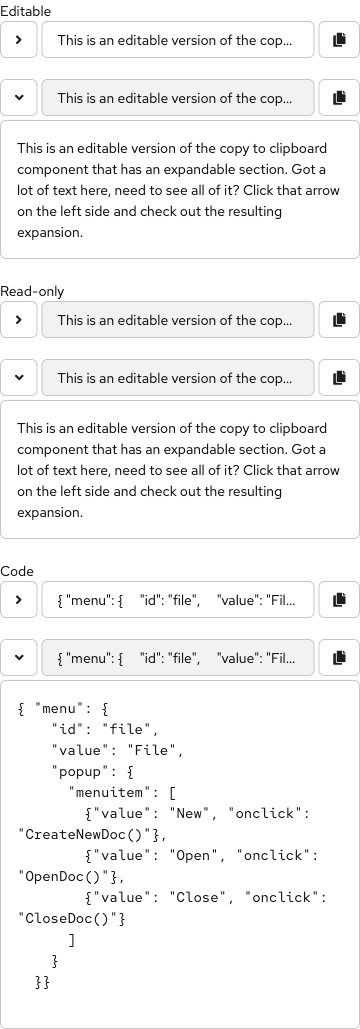 Editable
This is an editable version of the cop...
This is an editable version of the cop...
This is an editable version of the copy to clipboard
component that has an expandable section. Got a
lot of text here, need to see all of it? Click that arrow
on the left side and check out the resulting
expansion.
Read-only
This is an editable version of the cop...
This is an editable version of the cop...
This is an editable version of the copy to clipboard
component that has an expandable section. Got a
lot of text here, need to see all of it? Click that arrow
on the left side and check out the resulting
expansion.
Code
{ "menu": {    "id": "file",    "value": "Fil...
{ "menu": {    "id": "file",    "value": "Fil...
{ "menu": {
    "id": "file",
    "value": "File",
    "popup": {
      "menuitem": [
        {"value": "New", "onclick":
"CreateNewDoc()"},
        {"value": "Open", "onclick":
"OpenDoc()"},
        {"value": "Close", "onclick":
"CloseDoc()"}
      ]
    }
  }}